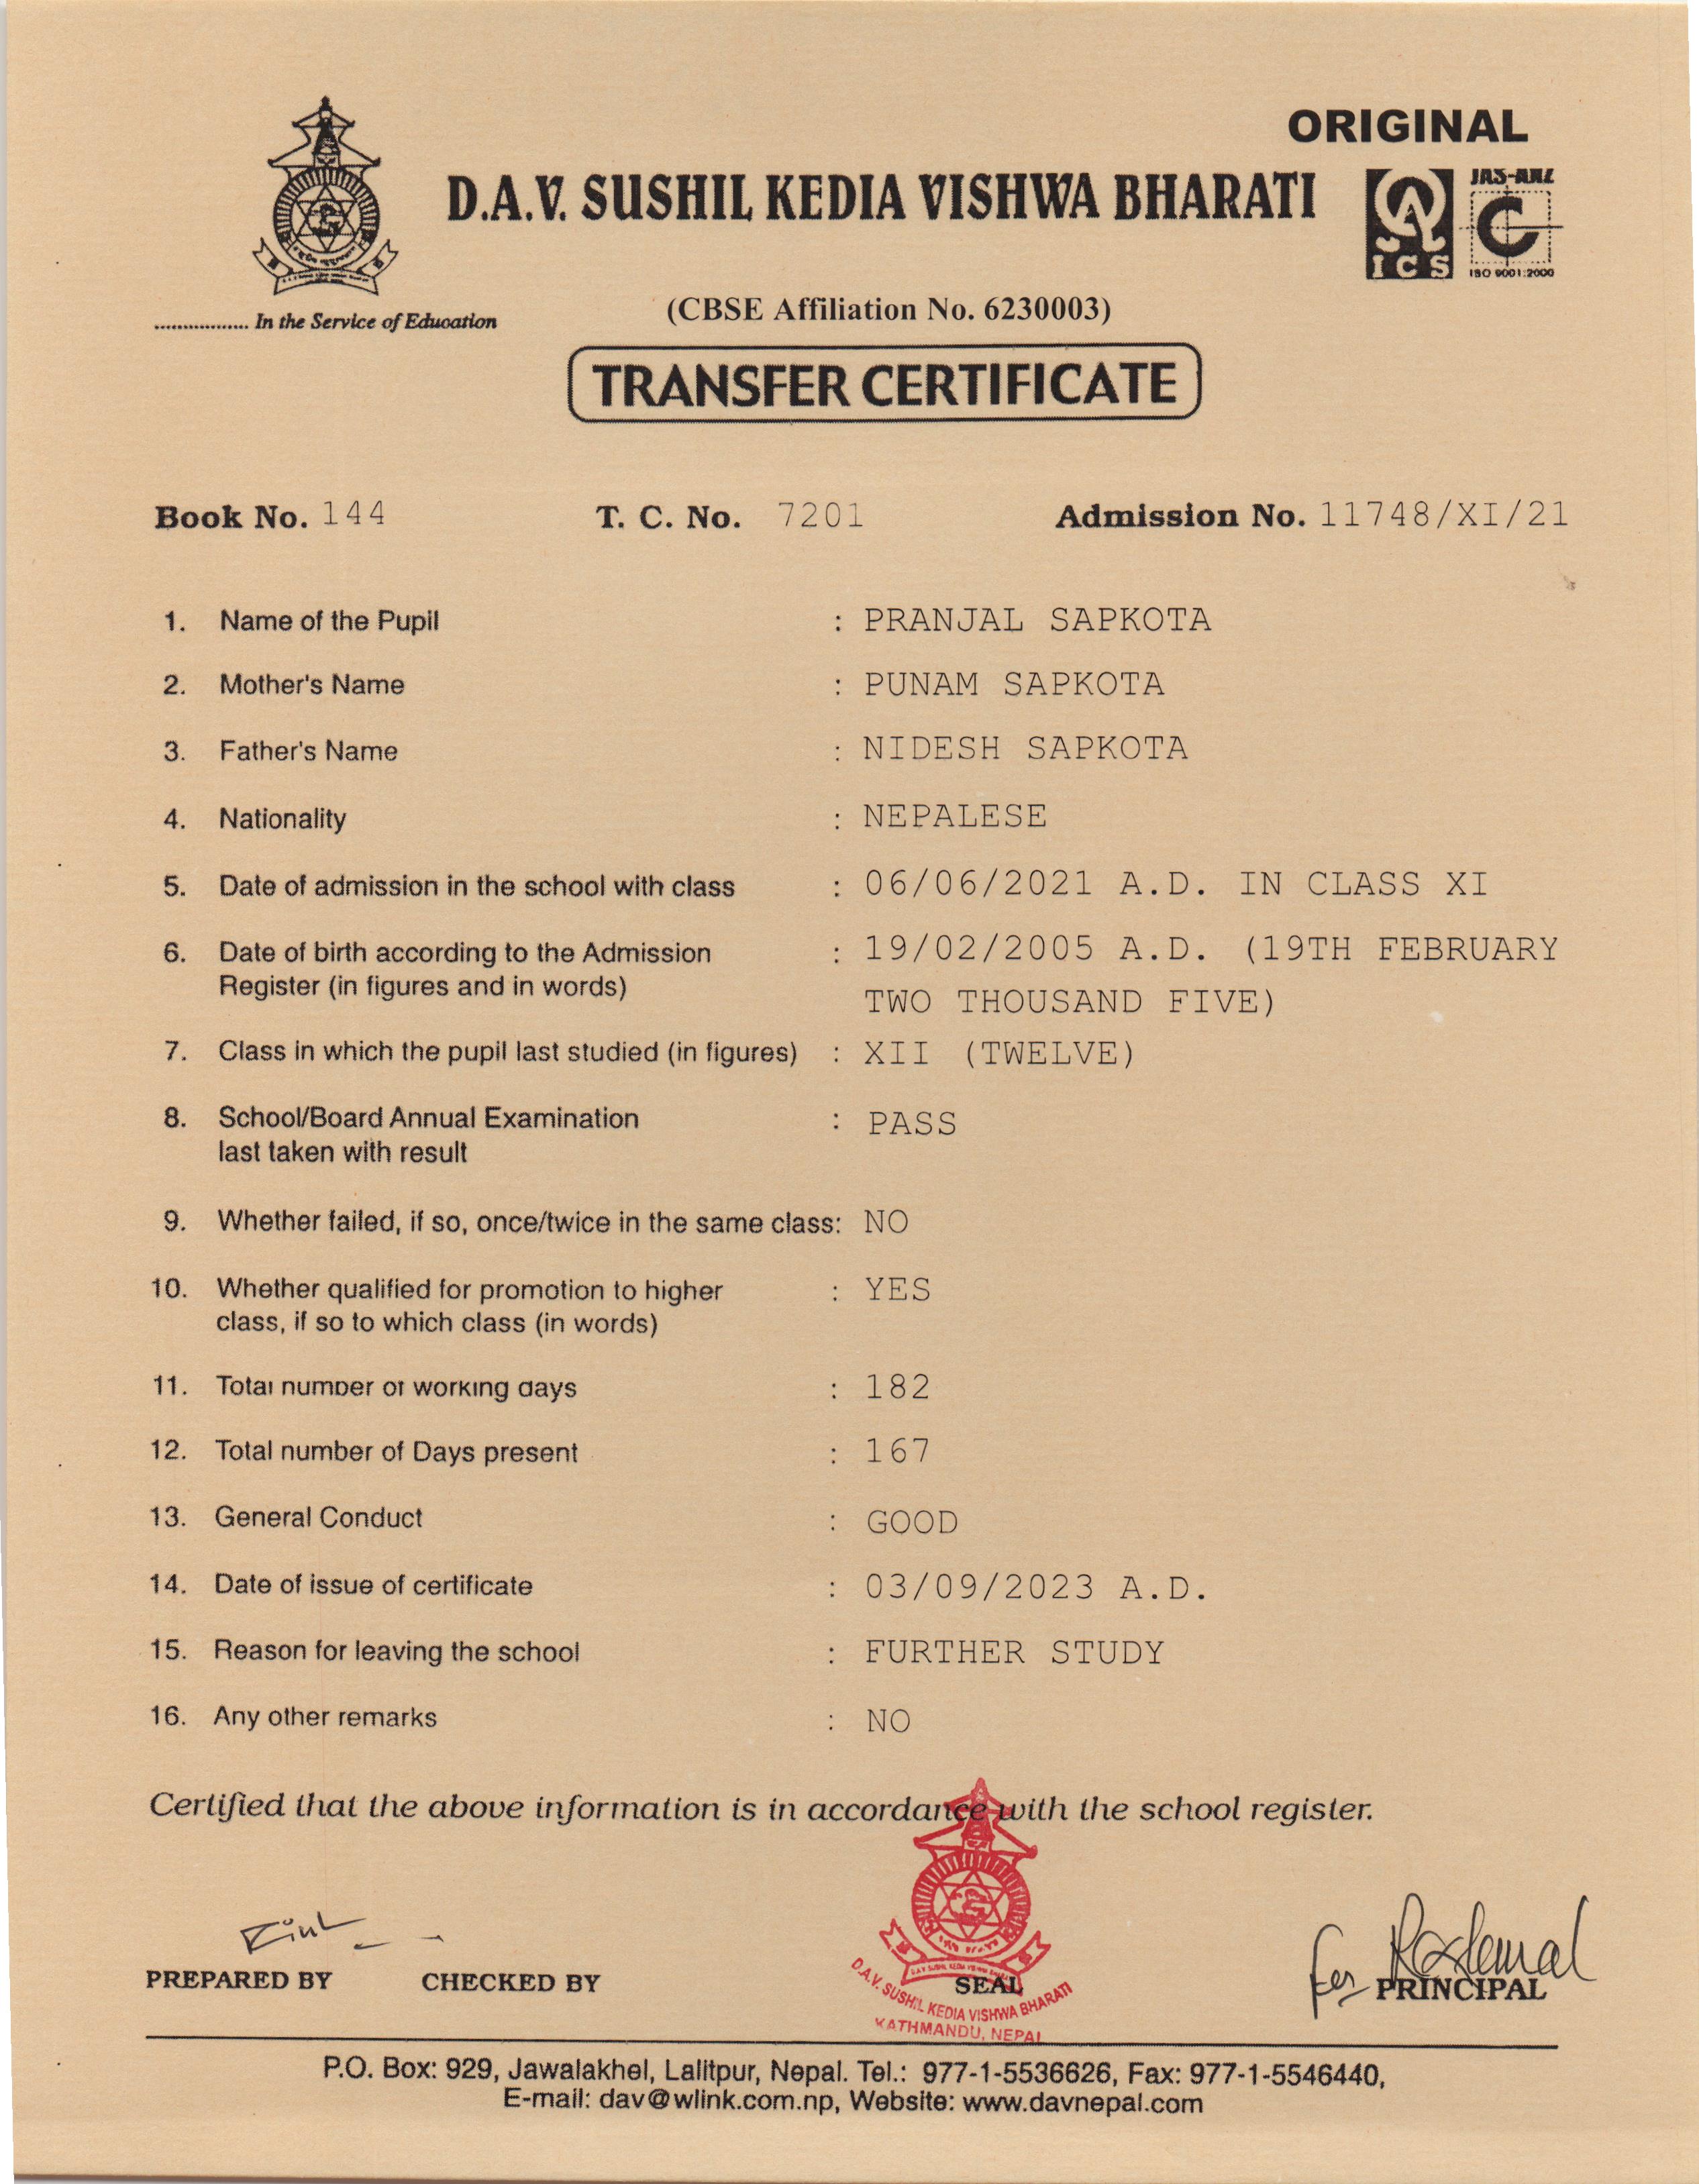 ORIGINAL
D.A.V. SUSHIL KEDIA VISHWA BHARATI
JAS-ANZ
ICS
ISO 9001:2000
.................. In the Service of Education
(CBSE Affiliation No. 6230003)
TRANSFER CERTIFICATE
Book No. 144 T. C. No. 7201 Admission No. 11748/XI/21
1. Name of the Pupil : PRANJAL SAPKOTA
2. Mother's Name : PUNAM SAPKOTA
3. Father's Name : NIDESH SAPKOTA
4. Nationality : NEPALESE
5. Date of admission in the school with class : 06/06/2021 A.D. IN CLASS XI
6. Date of birth according to the Admission : 19/02/2005 A.D. (19TH FEBRUARY
Register (in figures and in words) TWO THOUSAND FIVE)
7. Class in which the pupil last studied (in figures) : XII (TWELVE)
8. School/Board Annual Examination : PASS
last taken with result
9. Whether failed, if so, once/twice in the same class: NO
10. Whether qualified for promotion to higher : YES
class, if so to which class (in words)
11. Total number of working days : 182
12. Total number of Days present : 167
13. General Conduct : GOOD
14. Date of issue of certificate : 03/09/2023 A.D.
15. Reason for leaving the school : FURTHER STUDY
16. Any other remarks : NO
Certified that the above information is in accordance with the school register.
For
PREPARED BY CHECKED BY SEAL PRINCIPAL
D.A.V. SUSHIL KEDIA VISHWA BHARATI
KATHMANDU, NEPAL
P.O. Box: 929, Jawalakhel, Lalitpur, Nepal. Tel.: 977-1-5536626, Fax: 977-1-5546440,
E-mail: dav@wlink.com.np, Website: www.davnepal.com